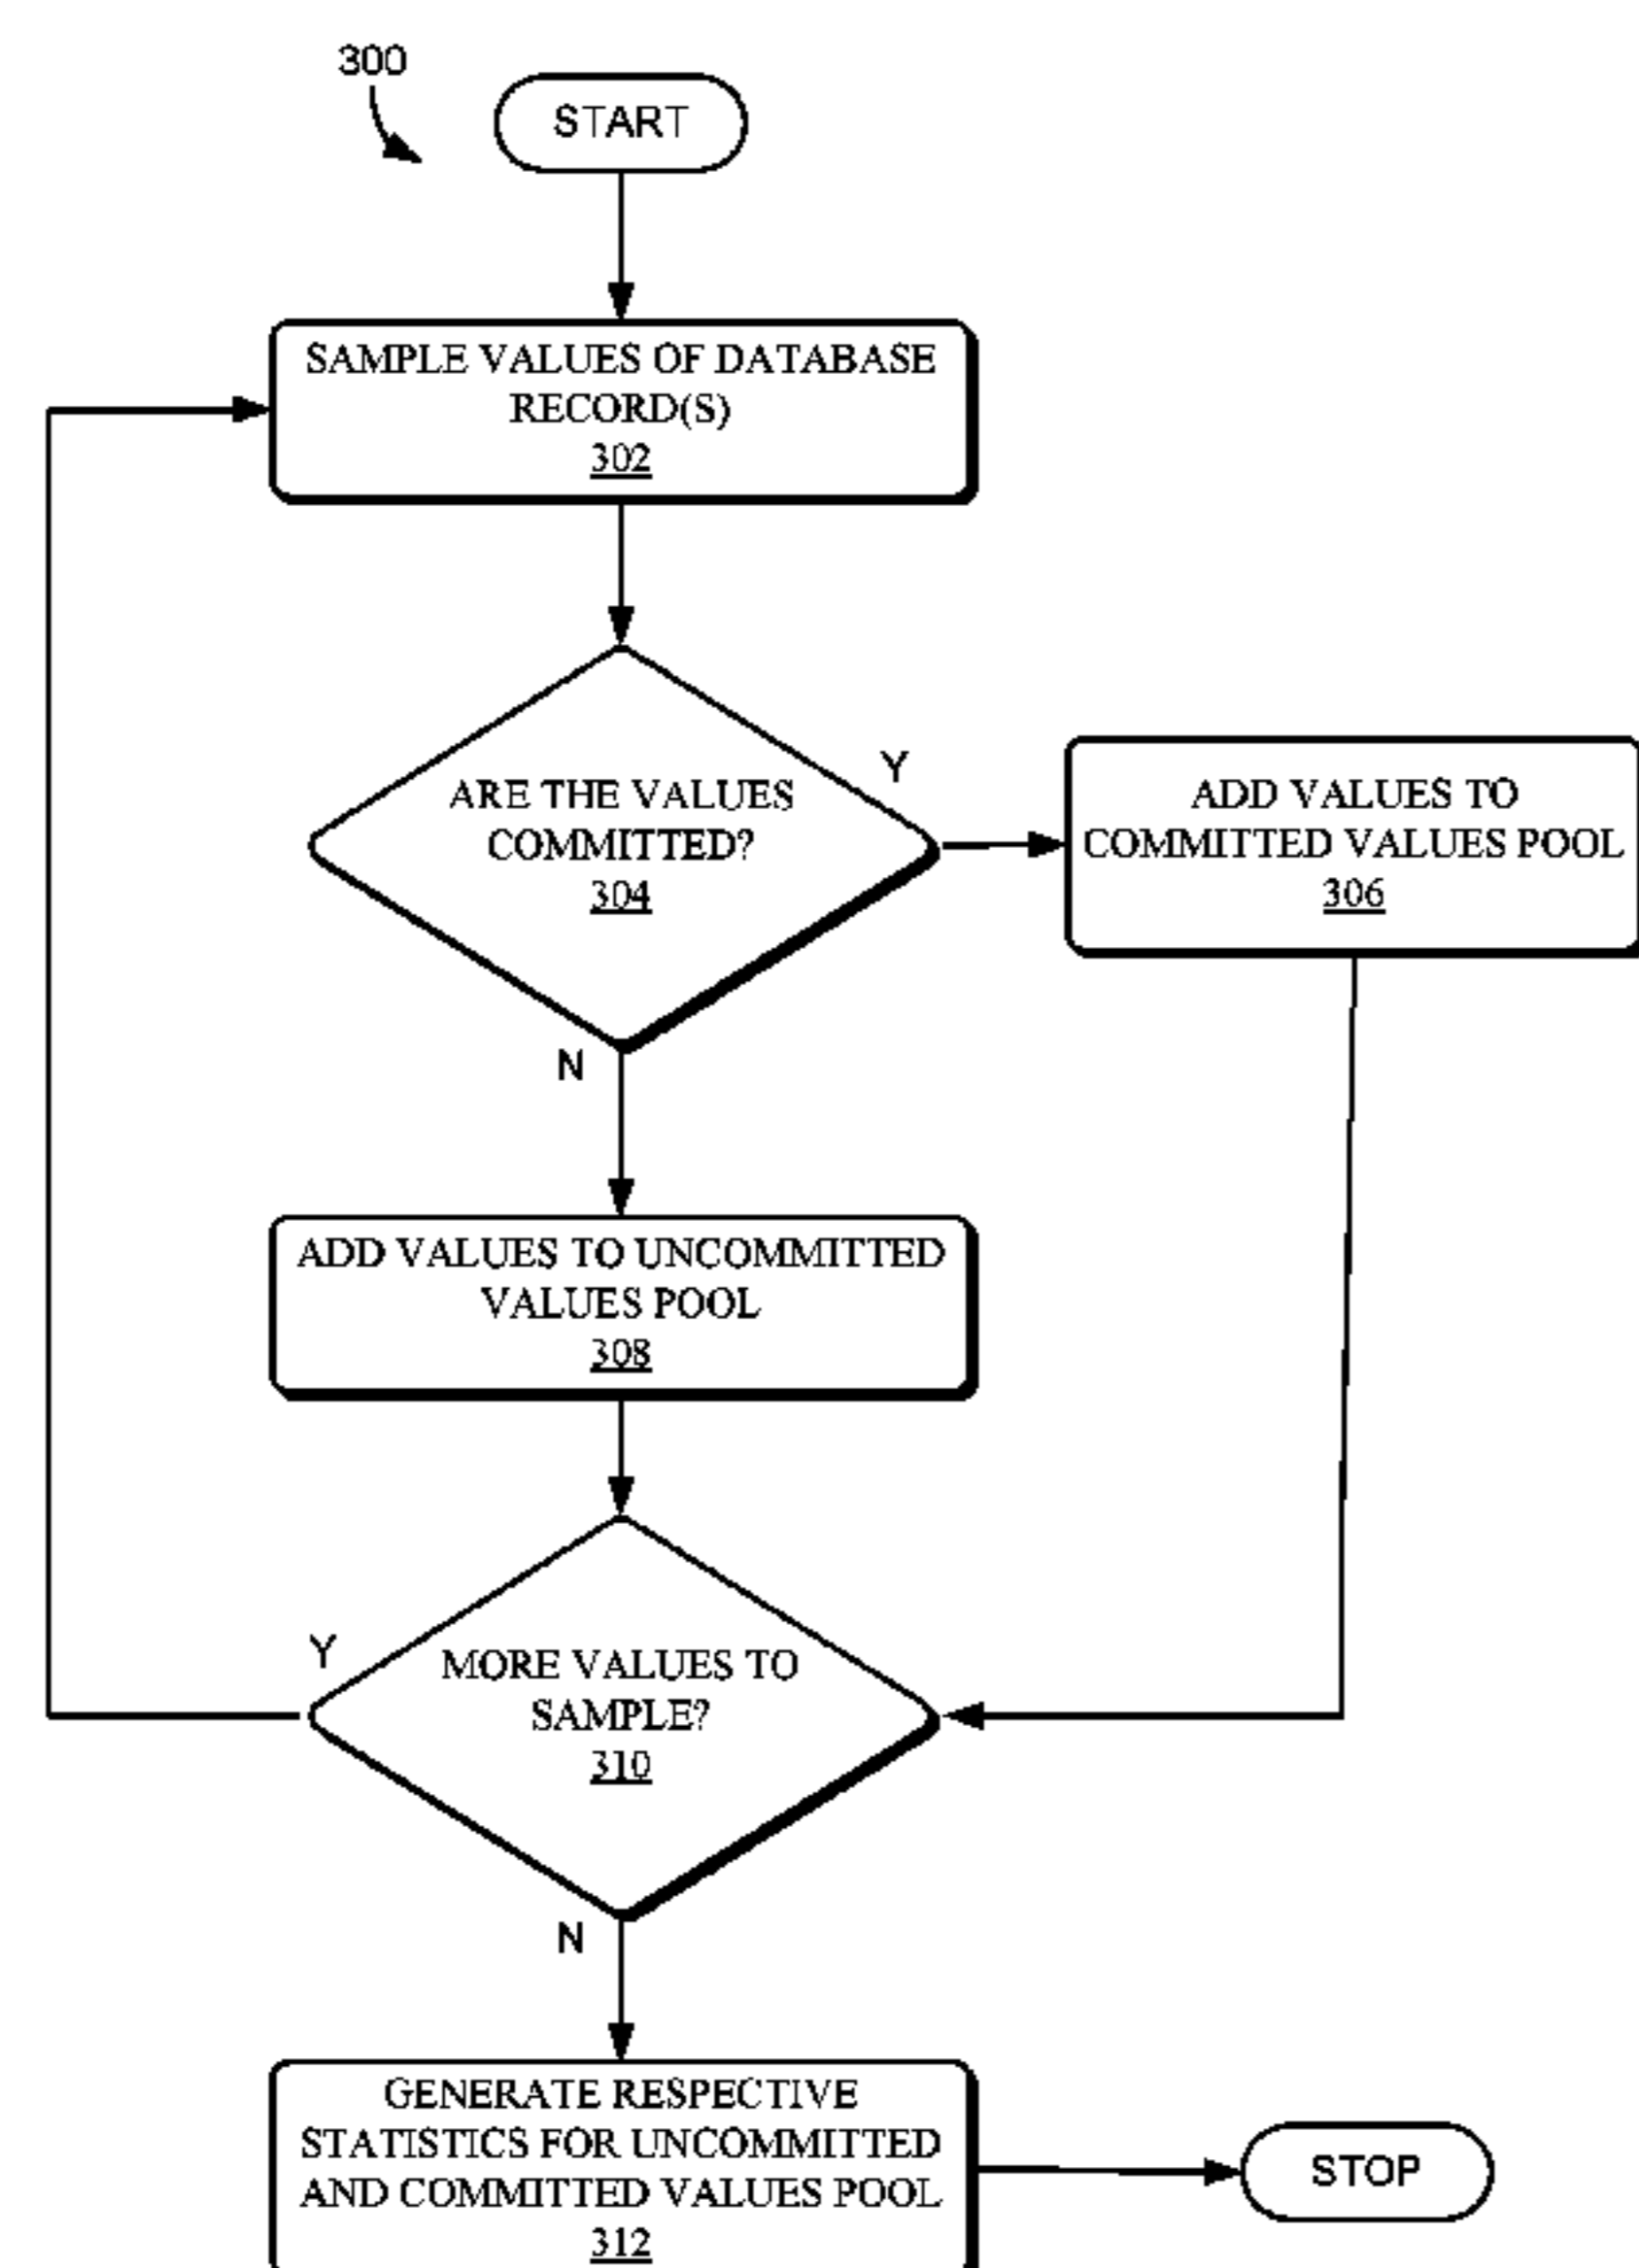 300
START
SAMPLE VALUES OF DATABASE
RECORD(S)
302
ARE THE VALUES
COMMITTED?
304
Y
N
ADD VALUES TO
COMMITTED VALUES POOL
306
ADD VALUES TO UNCOMMITTED
VALUES POOL
308
MORE VALUES TO
SAMPLE?
310
Y
N
GENERATE RESPECTIVE
STATISTICS FOR UNCOMMITTED
AND COMMITTED VALUES POOL
312
STOP